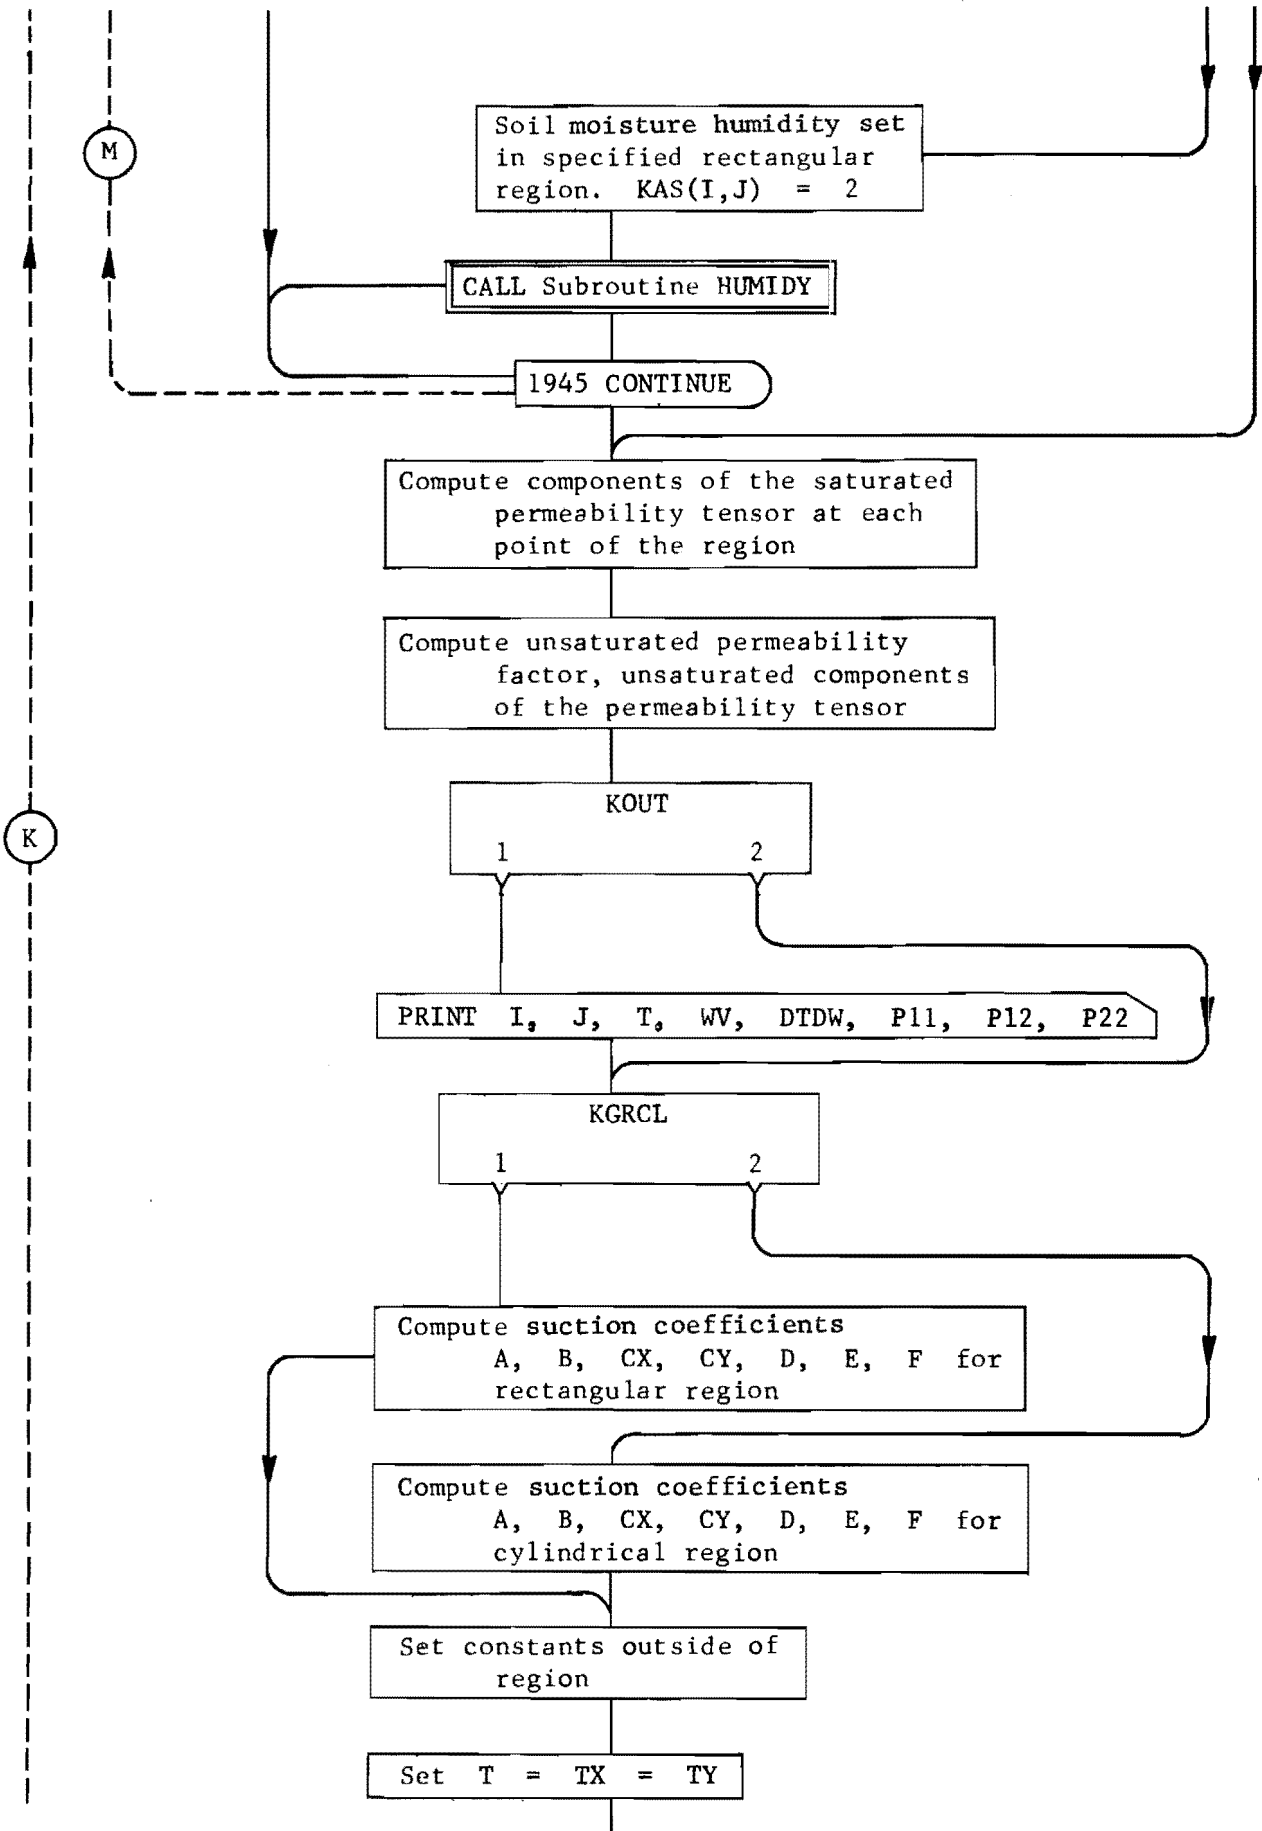 Soil moisture humidity set
in specified rectangular
region. KAS(I,J) = 2
M
CALL Subroutine HUMIDY
1945 CONTINUE
Compute components of the saturated
permeability tensor at each
point of the region
Compute unsaturated permeability
factor, unsaturated components
of the permeability tensor
KOUT
K
1 2
PRINT I, J, T, WV, DTDW, P11, P12, P22
KGRCL
1 2
Compute suction coefficients
A, B, CX, CY, D, E, F for
rectangular region
Compute suction coefficients
A, B, CX, CY, D, E, F for
cylindrical region
Set constants outside of
region
Set T = TX = TY